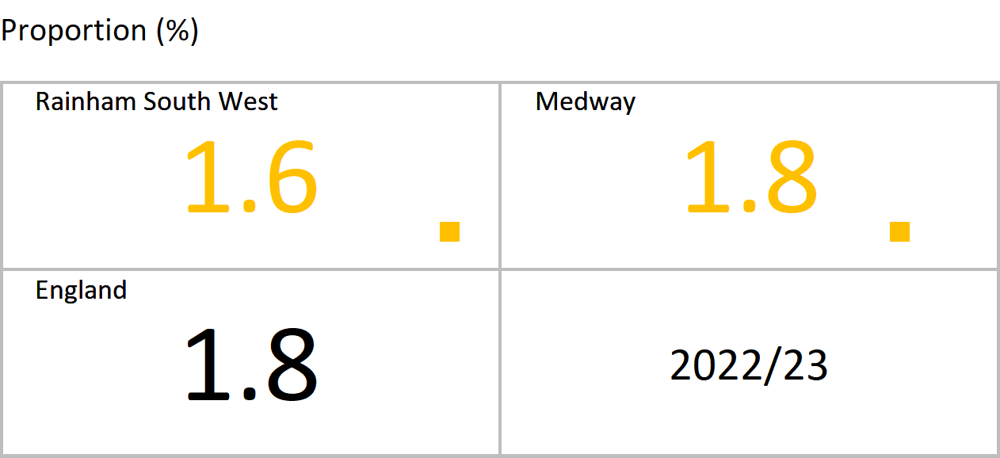 Proportion (%)
Rainham South West
1.6
Medway
1.8
England
1.8
2022/23